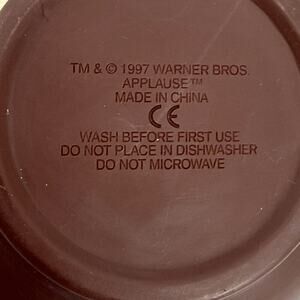 TM & © 1997 WARNER BROS.
APPLAUSE™
MADE IN CHINA
CE
WASH BEFORE FIRST USE
DO NOT PLACE IN DISHWASHER
DO NOT MICROWAVE